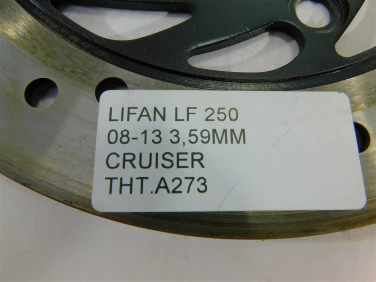 LIFAN LF 250
08-13 3,59MM
CRUISER
THT.A273